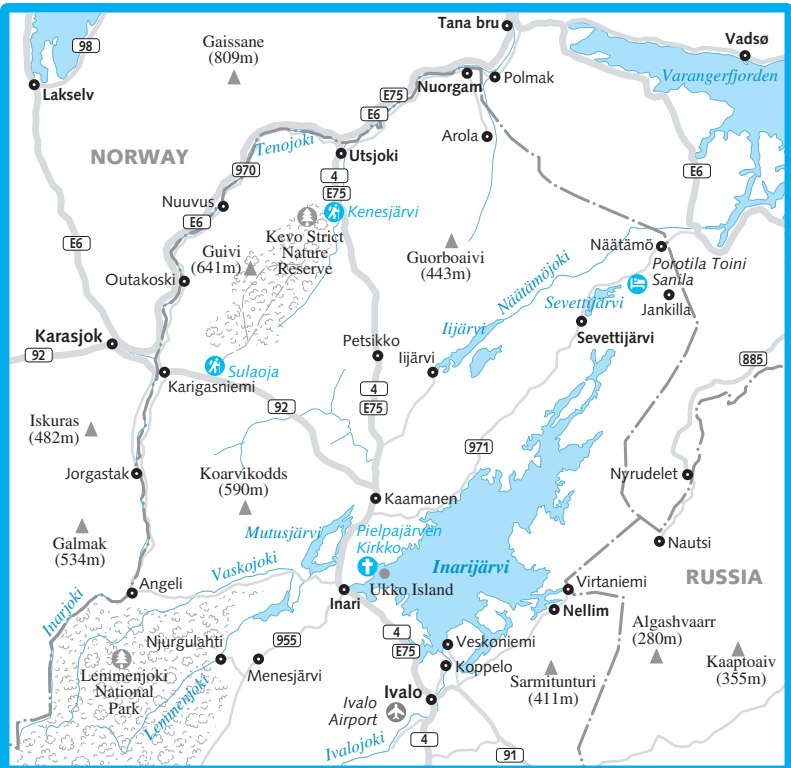 Tana bru
98
Gaissane
(809m)
Vadsø
Varangerfjorden
Lakselv
Nuorgam
Polmak
E75
E6
Arola
NORWAY
Tenojoki
970
Utsjoki
4
E75
E6
Nuuvus
E6
Kenesjärvi
Kevo Strict
Nature
Reserve
Guivi
(641m)
Guorboaivi
(443m)
E6
Näätämö
Näätämöjoki
Porotila Toini
Sanila
Outakoski
Sevettijärvi
Jankilla
Iijärvi
Sevettijärvi
Karasjok
92
Petsikko
Iijärvi
885
Sulaoja
Karigasniemi
4
E75
92
Iskuras
(482m)
971
Jorgastak
Koarvikodds
(590m)
Nyrudelet
Kaamanen
Galmak
(534m)
Mutusjärvi
Pielpajärven
Kirkko
Nautsi
Vaskojoki
Inarijärvi
RUSSIA
Angeli
Ukko Island
Virtaniemi
Inarijoki
Inari
Nellim
Algashvaarr
(280m)
Njurgulahti
955
4
E75
Veskoniemi
Kaaptoaiv
(355m)
Lemmenjoki
National
Park
Menesjärvi
Koppelo
Sarmitunturi
(411m)
Lemmenjoki
Ivalo
Ivalo
Airport
Ivalojoki
4
91